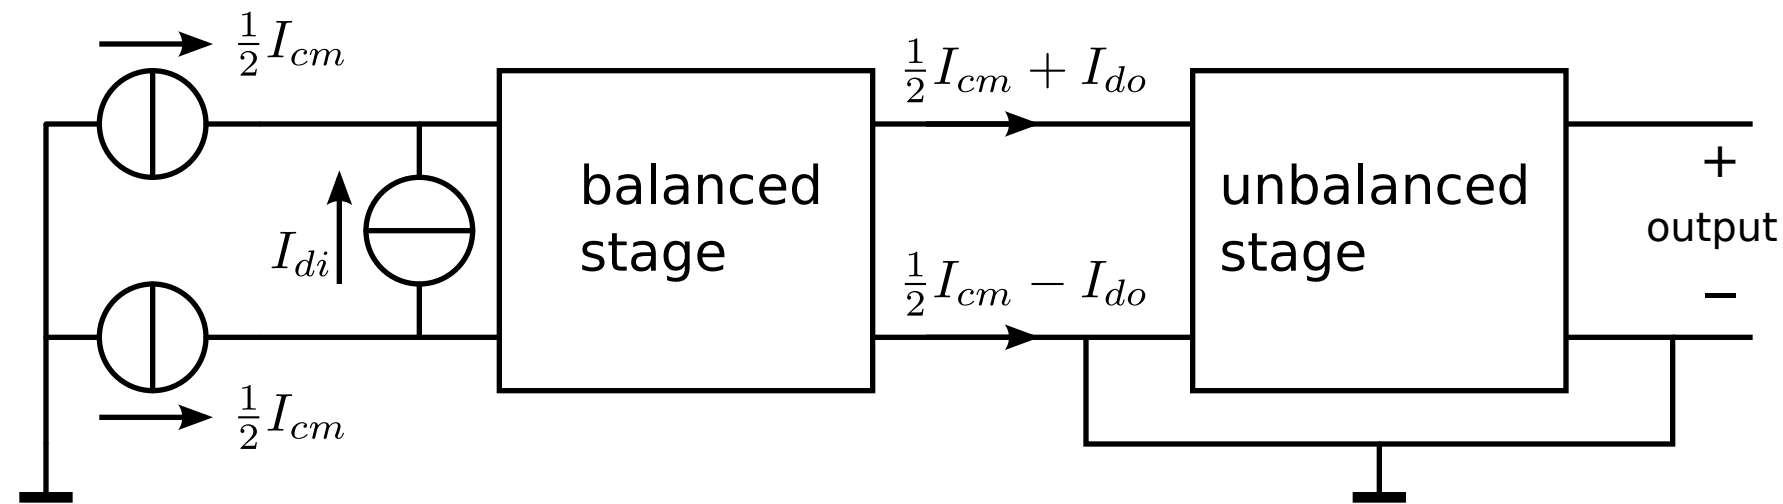 ½I_cm
½I_cm + I_do
balanced
stage
unbalanced
stage
+
output
−
I_di
½I_cm − I_do
½I_cm